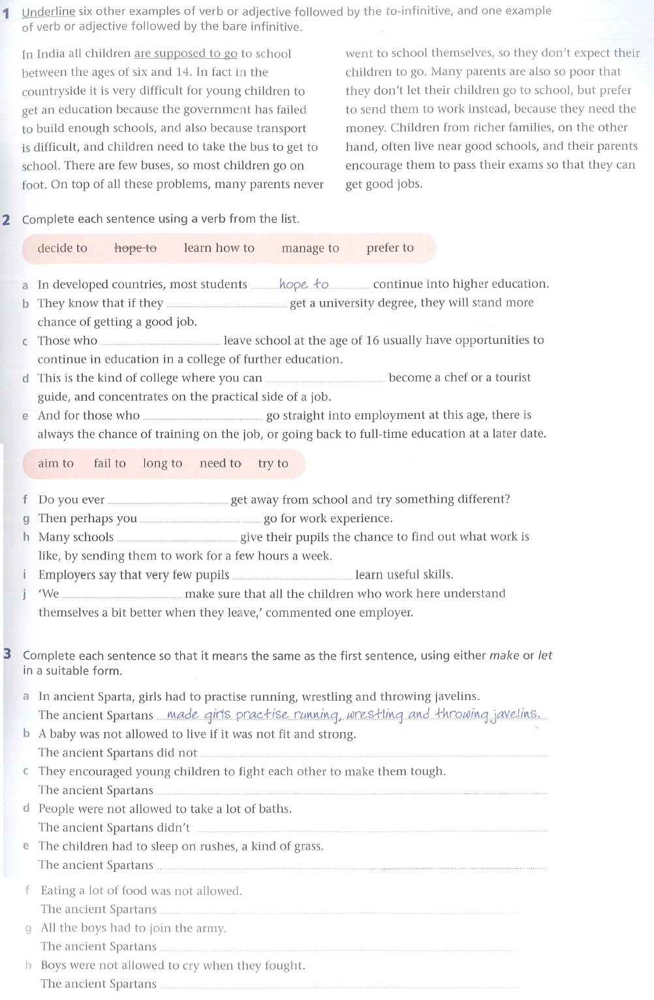 1 Underline six other examples of verb or adjective followed by the to-infinitive, and one example
of verb or adjective followed by the bare infinitive.
In India all children are supposed to go to school
between the ages of six and 14. In fact in the
countryside it is very difficult for young children to
get an education because the government has failed
to build enough schools, and also because transport
is difficult, and children need to take the bus to get to
school. There are few buses, so most children go on
foot. On top of all these problems, many parents never
went to school themselves, so they don't expect their
children to go. Many parents are also so poor that
they don't let their children go to school, but prefer
to send them to work instead, because they need the
money. Children from richer families, on the other
hand, often live near good schools, and their parents
encourage them to pass their exams so that they can
get good jobs.
2 Complete each sentence using a verb from the list.
decide to hope to learn how to manage to prefer to
a In developed countries, most students hope to continue into higher education.
b They know that if they get a university degree, they will stand more
chance of getting a good job.
c Those who leave school at the age of 16 usually have opportunities to
continue in education in a college of further education.
d This is the kind of college where you can become a chef or a tourist
guide, and concentrates on the practical side of a job.
e And for those who go straight into employment at this age, there is
always the chance of training on the job, or going back to full-time education at a later date.
aim to fail to long to need to try to
f Do you ever get away from school and try something different?
g Then perhaps you go for work experience.
h Many schools give their pupils the chance to find out what work is
like, by sending them to work for a few hours a week.
i Employers say that very few pupils learn useful skills.
j 'We make sure that all the children who work here understand
themselves a bit better when they leave,' commented one employer.
3 Complete each sentence so that it means the same as the first sentence, using either make or let
in a suitable form.
a In ancient Sparta, girls had to practise running, wrestling and throwing javelins.
The ancient Spartans made girls practise running, wrestling and throwing javelins.
b A baby was not allowed to live if it was not fit and strong.
The ancient Spartans did not
c They encouraged young children to fight each other to make them tough.
The ancient Spartans
d People were not allowed to take a lot of baths.
The ancient Spartans didn't
e The children had to sleep on rushes, a kind of grass.
The ancient Spartans
f Eating a lot of food was not allowed.
The ancient Spartans
g All the boys had to join the army.
The ancient Spartans
h Boys were not allowed to cry when they fought.
The ancient Spartans